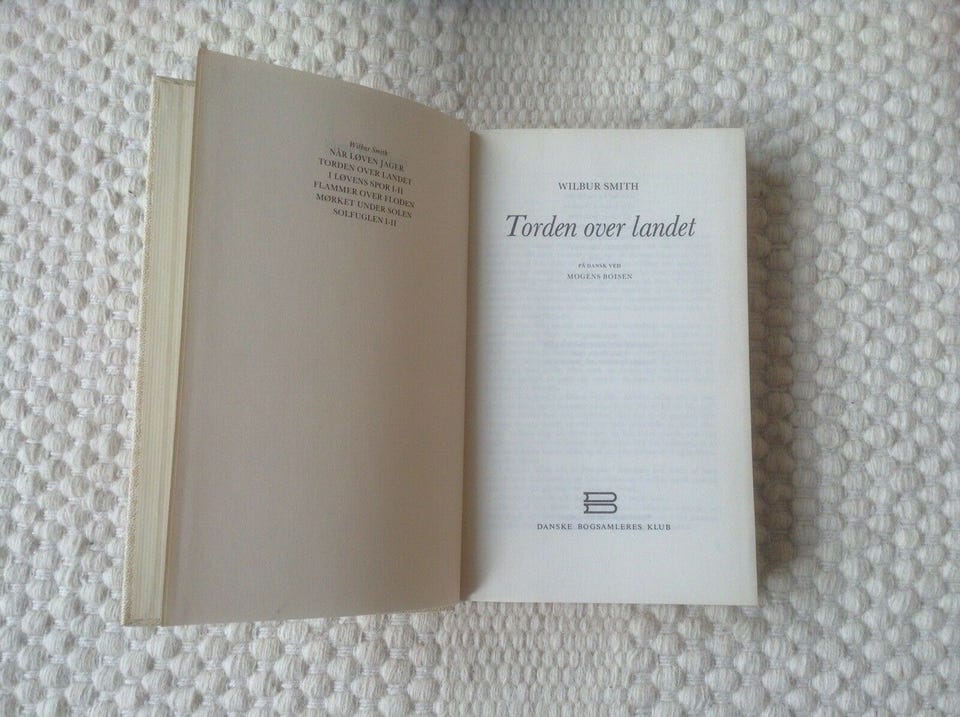 Wilbur Smith
NÅR LØVEN JAGER
TORDEN OVER LANDET
I LØVENS SPOR I-II
FLAMMER OVER FLODEN
MØRKET UNDER SOLEN
SOLFUGLEN I-II
WILBUR SMITH
Torden over landet
PÅ DANSK VED
MOGENS BOISEN
DANSKE BOGSAMLERES KLUB